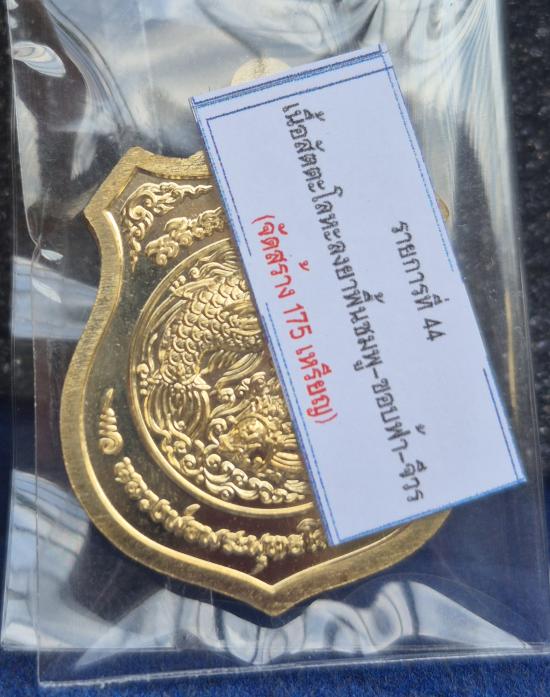 รายการที่ 44
เนื้อสัตตะโลหะลงยาพื้นชมพู-ขอบฟ้า-จีวร
(จัดสร้าง 175 เหรียญ)